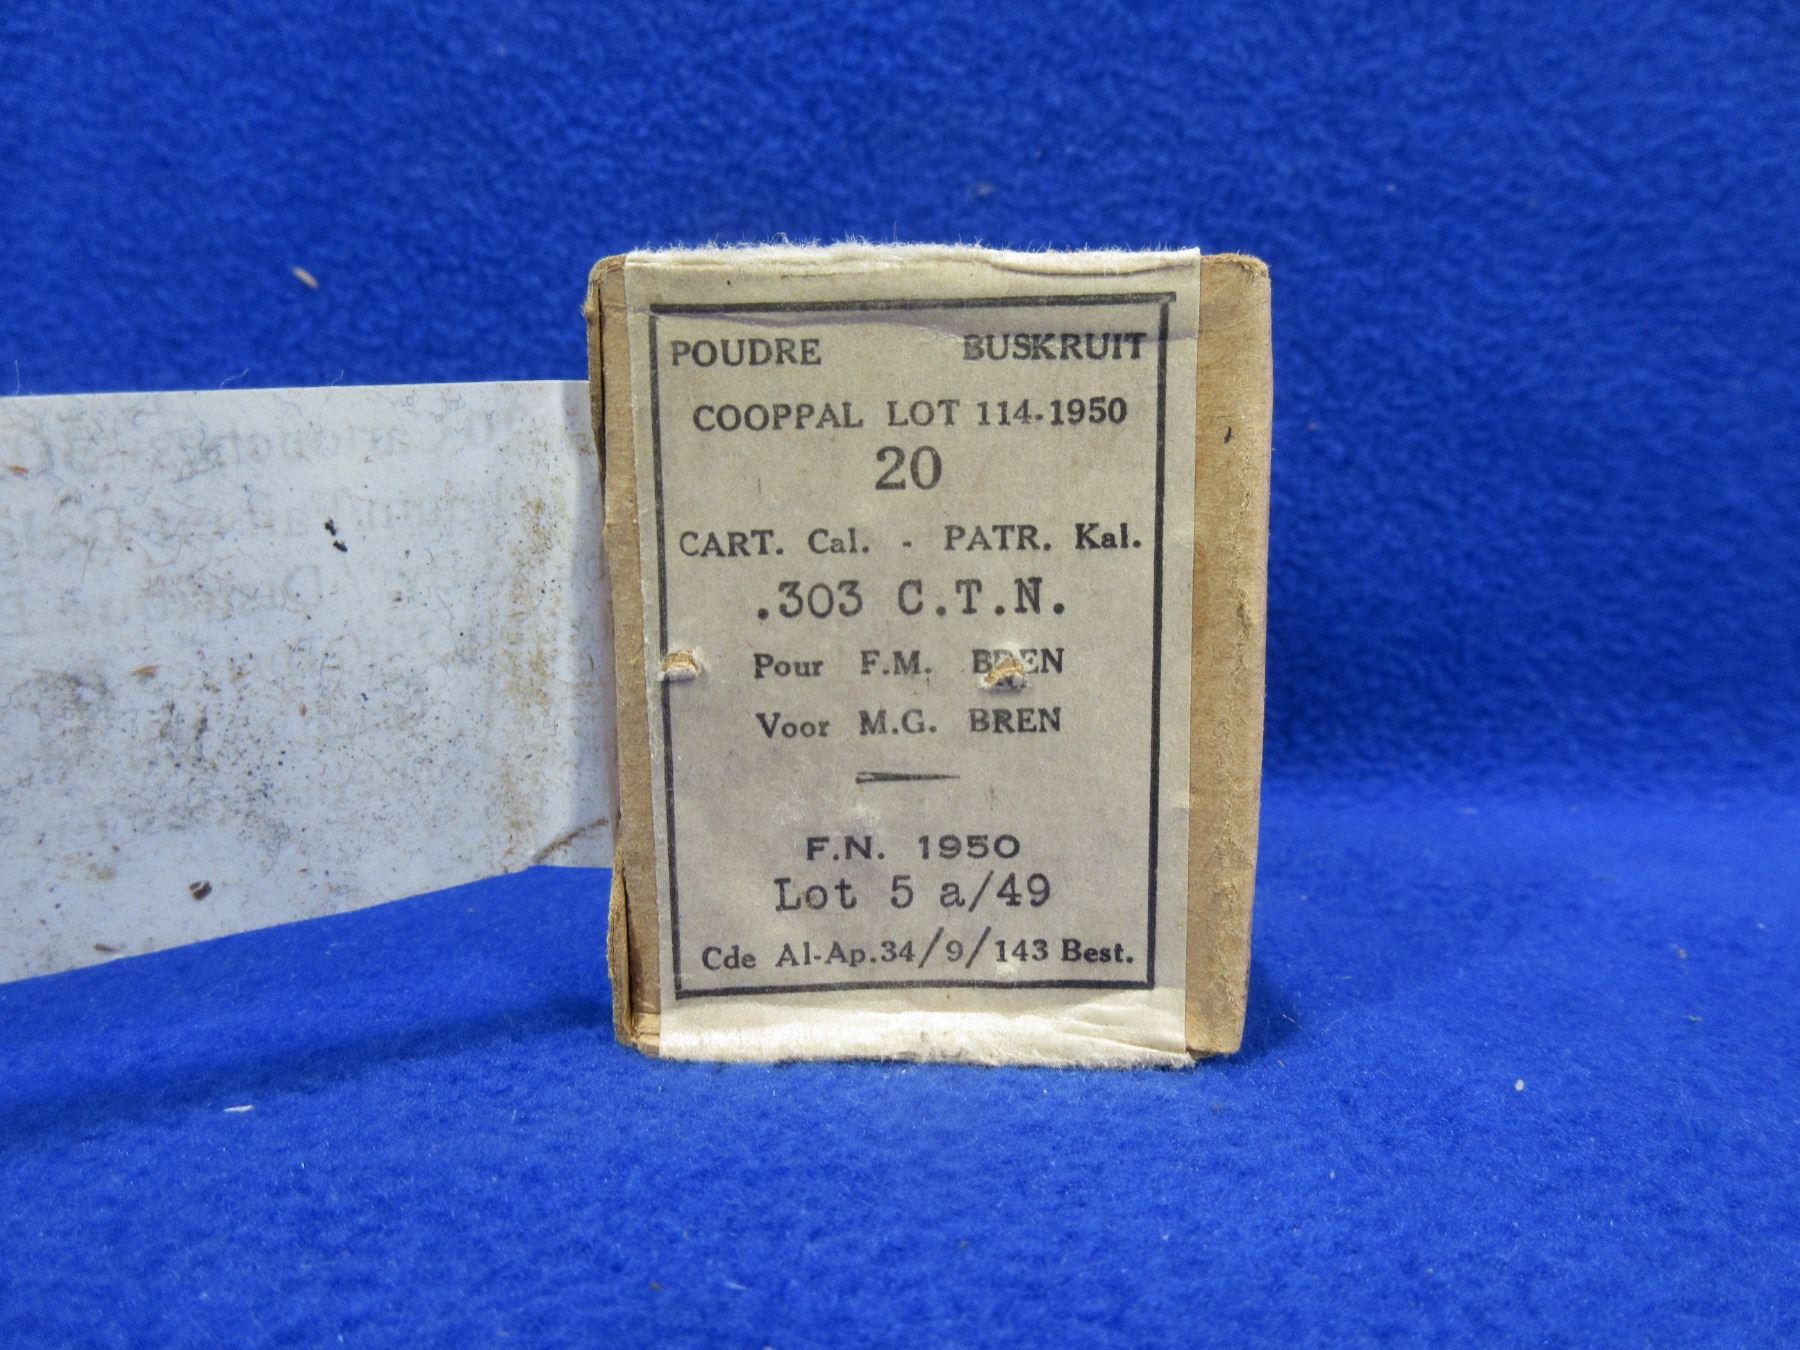 POUDRE BUSKRUIT
COOPPAL LOT 114-1950
20
CART. Cal. - PATR. Kal.
.303 C.T.N.
Pour F.M. BREN
Voor M.G. BREN
F.N. 1950
Lot 5 a/49
Cde Al-Ap.34/9/143 Best.